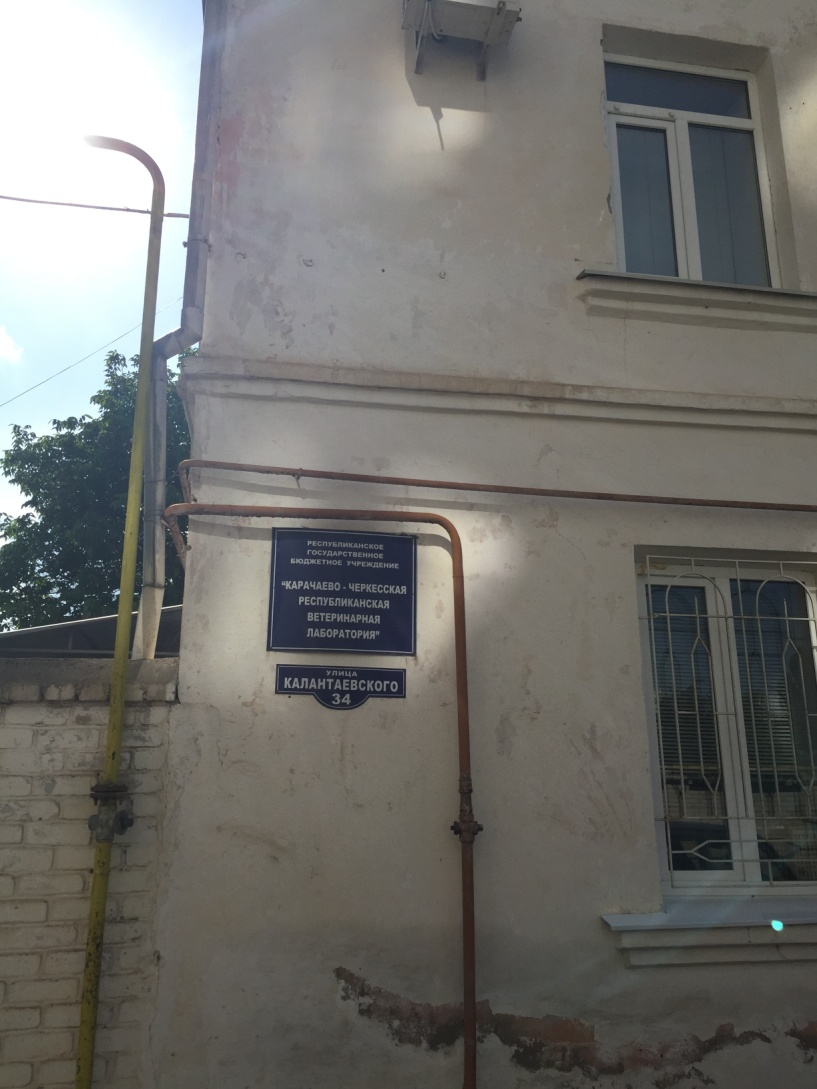 РЕСПУБЛИКАНСКОЕ
ГОСУДАРСТВЕННОЕ
БЮДЖЕТНОЕ УЧРЕЖДЕНИЕ
"КАРАЧАЕВО - ЧЕРКЕССКАЯ
РЕСПУБЛИКАНСКАЯ
ВЕТЕРИНАРНАЯ
ЛАБОРАТОРИЯ"
УЛИЦА
КАЛАНТАЕВСКОГО
34